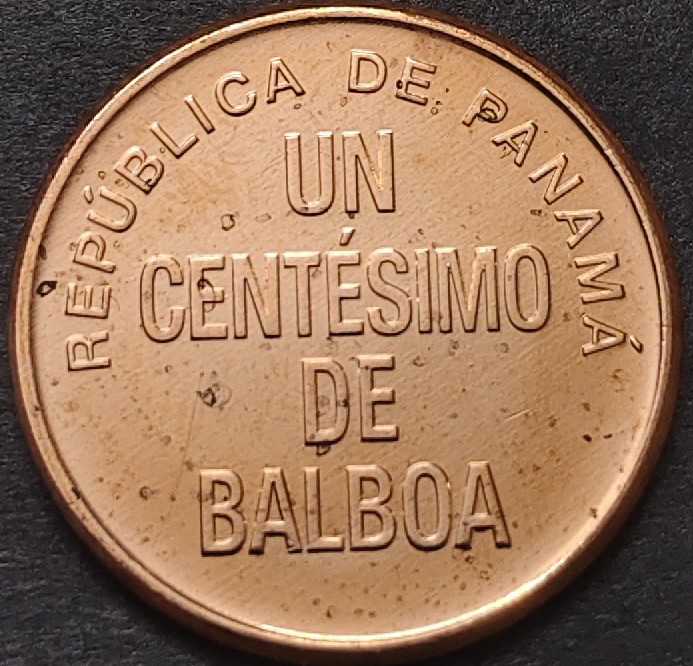 REPÚBLICA DE PANAMÁ
UN
CENTÉSIMO
DE
BALBOA